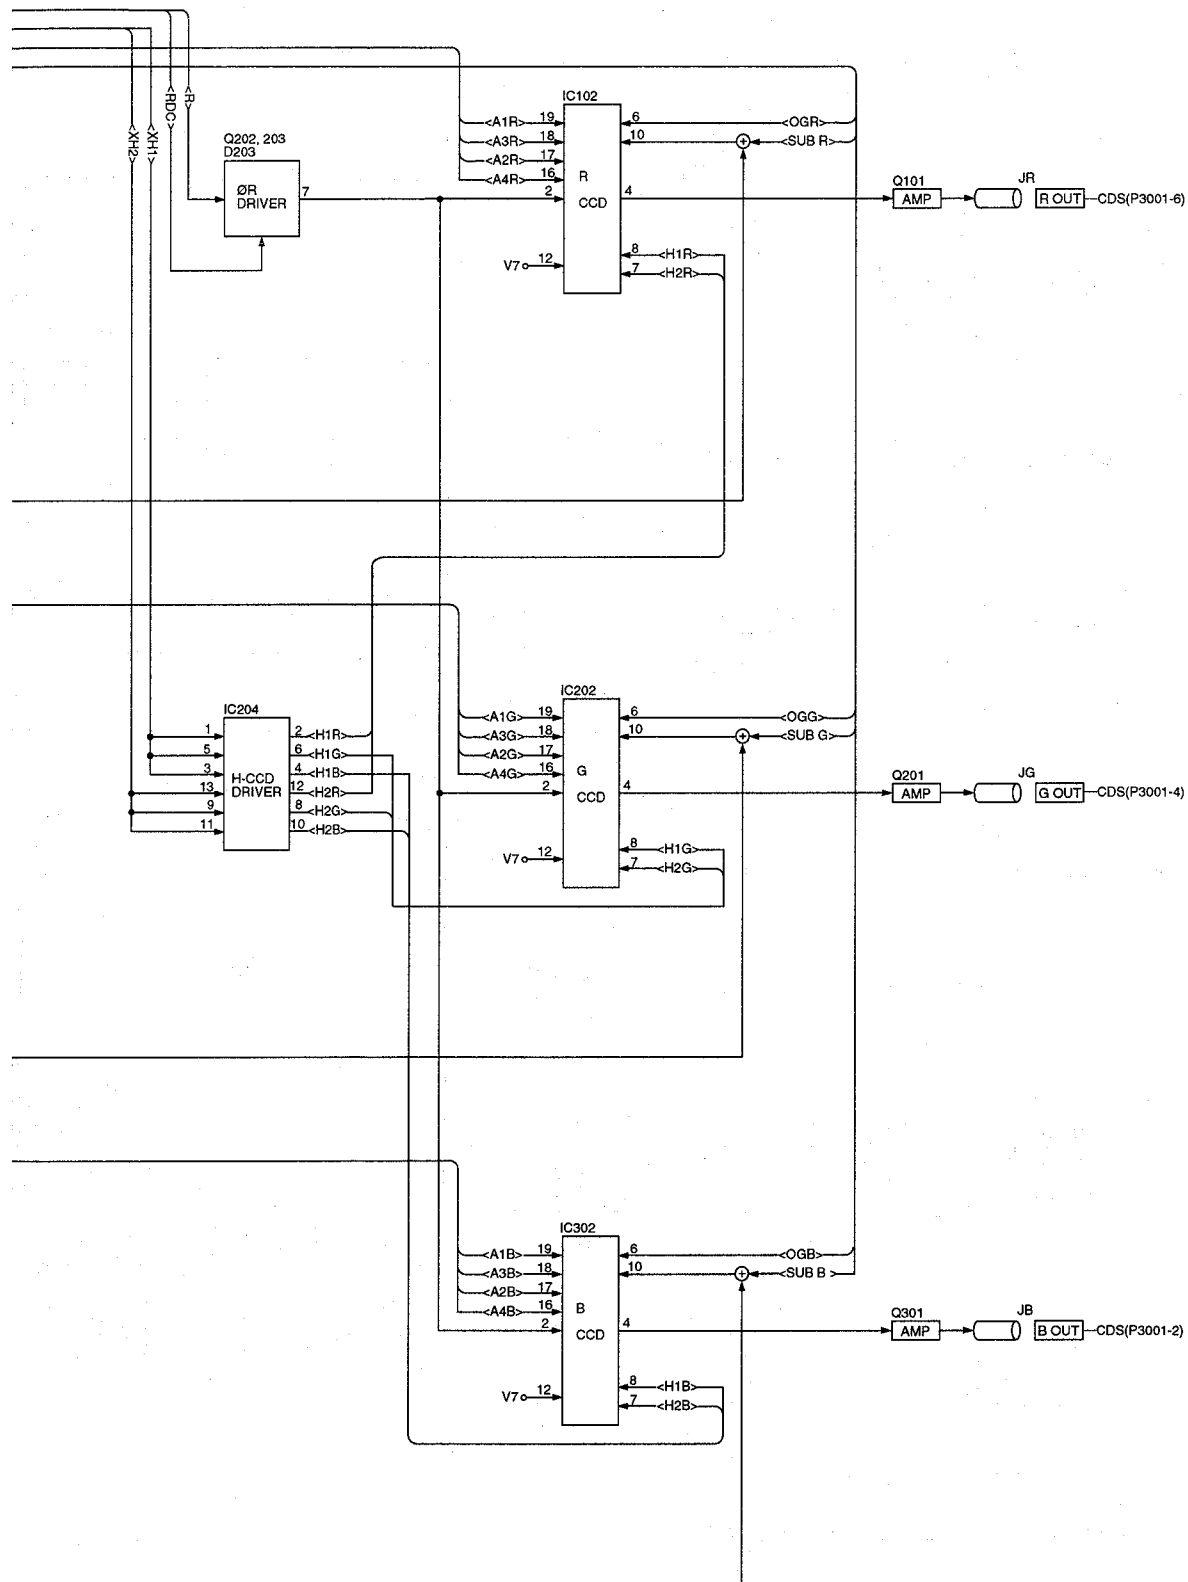 <RDC>
<R>
<XH2>
<XH1>
Q202, 203
D203
ØR
DRIVER
7
IC102
<A1R> 19
<A3R> 18
<A2R> 17
<A4R> 16
2
R
CCD
V7 12
6 <OGR>
10 <SUB R>
4
8 <H1R>
7 <H2R>
Q101
AMP
JR
R OUT CDS(P3001-6)
IC204
1
5
3
13
9
11
H-CCD
DRIVER
2 <H1R>
6 <H1G>
4 <H1B>
12 <H2R>
8 <H2G>
10 <H2B>
IC202
<A1G> 19
<A3G> 18
<A2G> 17
<A4G> 16
2
G
CCD
V7 12
6 <OGG>
10 <SUB G>
4
8 <H1G>
7 <H2G>
Q201
AMP
JG
G OUT CDS(P3001-4)
IC302
<A1B> 19
<A3B> 18
<A2B> 17
<A4B> 16
2
B
CCD
V7 12
6 <OGB>
10 <SUB B >
4
8 <H1B>
7 <H2B>
Q301
AMP
JB
B OUT CDS(P3001-2)